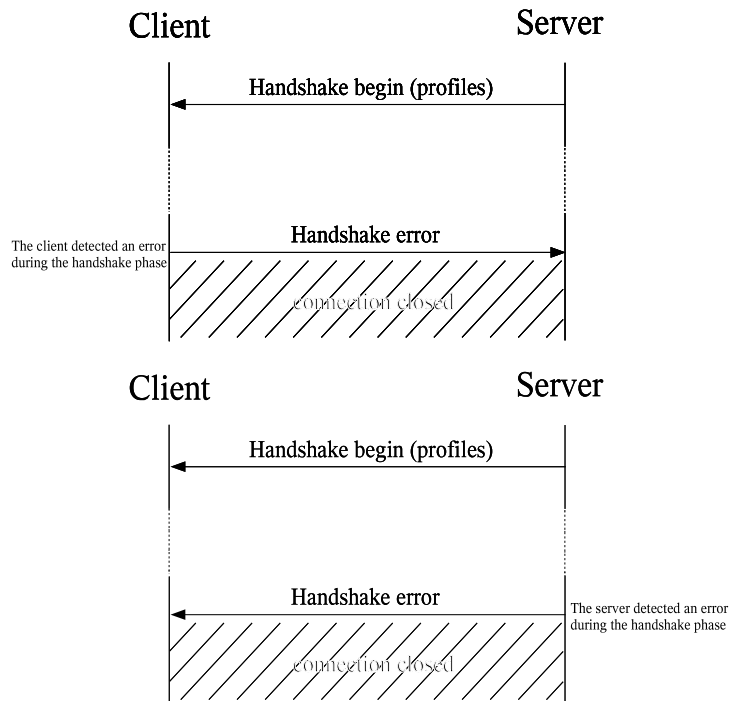 Client
Server
Handshake begin (profiles)
Handshake error
The client detected an error
during the handshake phase
connection closed
Client
Server
Handshake begin (profiles)
Handshake error
The server detected an error
during the handshake phase
connection closed